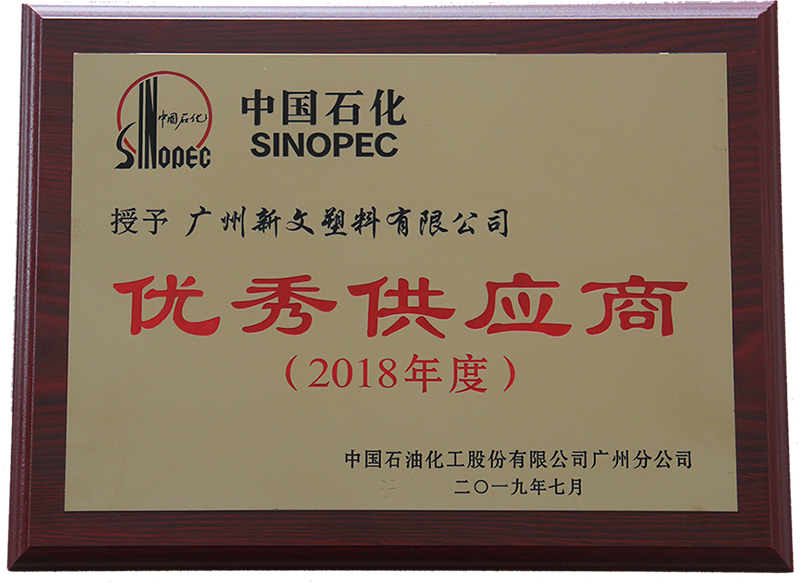 中国石化
SINOPEC
中国石化
SINOPEC
授予 广州新文塑料有限公司
优秀供应商
（2018年度）
中国石油化工股份有限公司广州分公司
二〇一九年七月